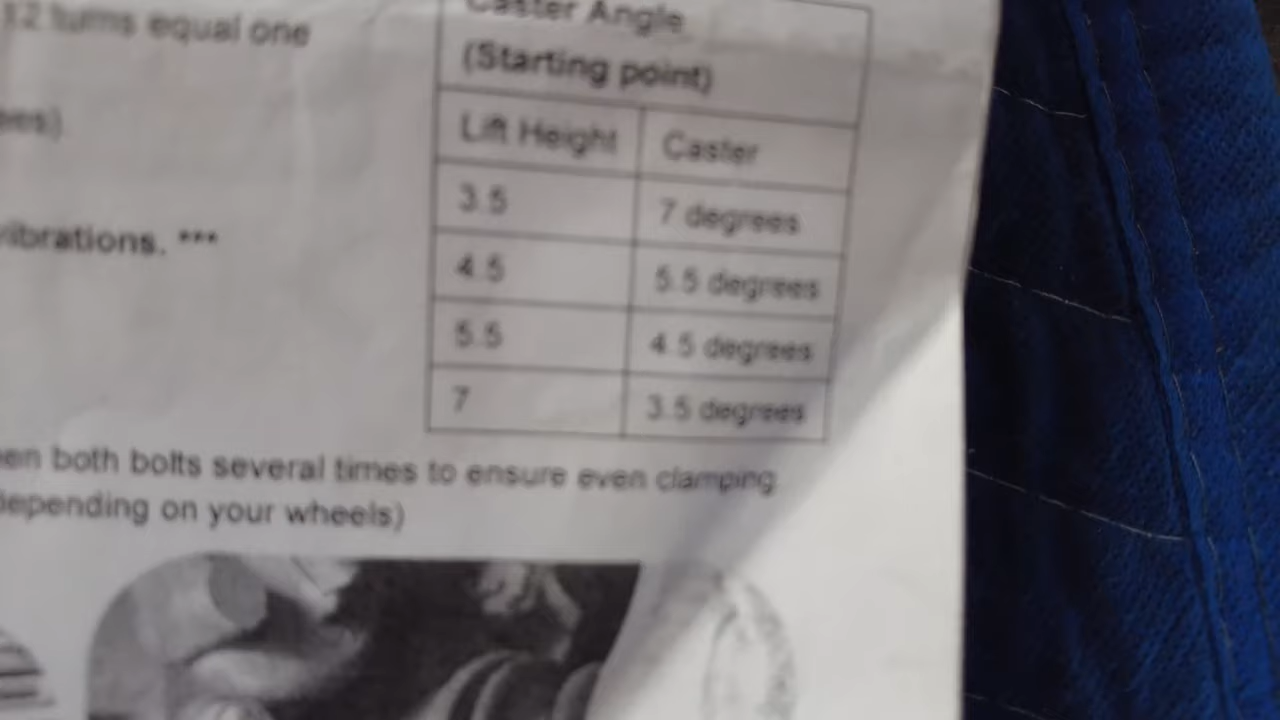 12 turns equal one
Caster Angle
(Starting point)
Lift Height Caster
3.5 7 degrees
vibrations. ***
4.5 5.5 degrees
5.5 4.5 degrees
7 3.5 degrees
both bolts several times to ensure even clamping
depending on your wheels)